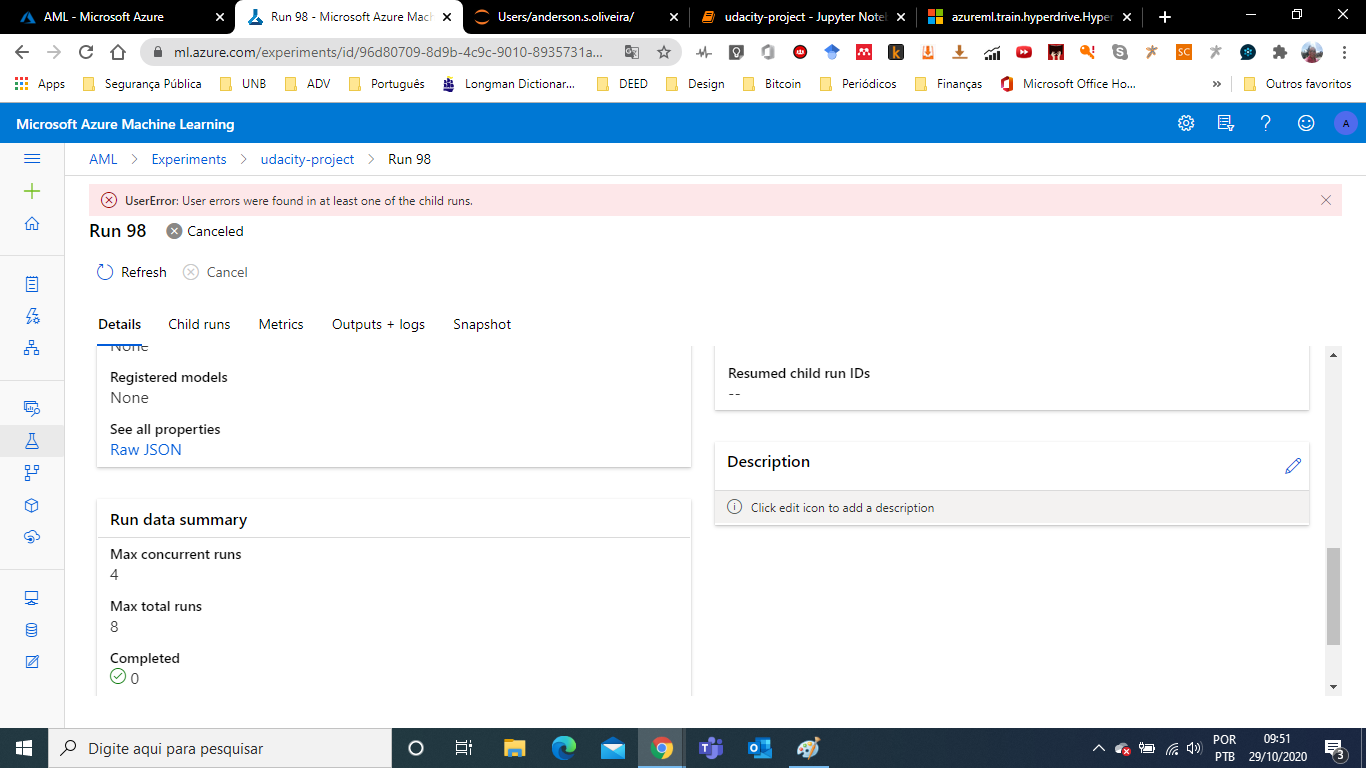 AML - Microsoft Azure
Run 98 - Microsoft Azure Mach
Users/anderson.s.oliveira/
udacity-project - Jupyter Note
azureml.train.hyperdrive.Hyper
ml.azure.com/experiments/id/96d80709-8d9b-4c9c-9010-8935731a...
Apps
Segurança Pública
UNB
ADV
Português
Longman Dictionar...
DEED
Design
Bitcoin
Periódicos
Finanças
Microsoft Office Ho...
»
Outros favoritos
Microsoft Azure Machine Learning
A
AML > Experiments > udacity-project > Run 98
UserError: User errors were found in at least one of the child runs.
Run 98
Canceled
Refresh
Cancel
Details
Child runs
Metrics
Outputs + logs
Snapshot
None
Registered models
None
See all properties
Raw JSON
Resumed child run IDs
--
Description
Click edit icon to add a description
Run data summary
Max concurrent runs
4
Max total runs
8
Completed
0
Digite aqui para pesquisar
POR
PTB
09:51
29/10/2020
3